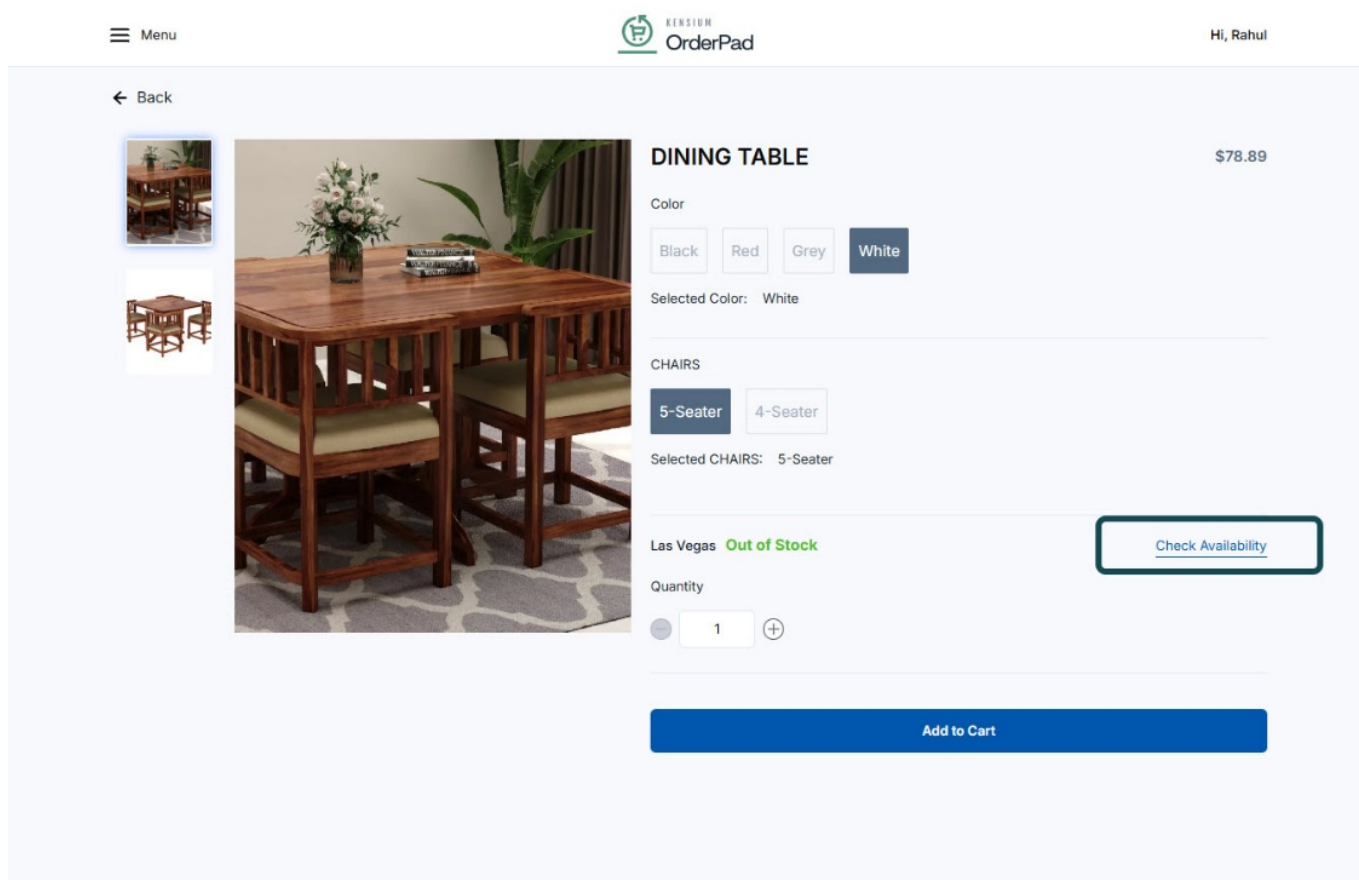 Menu
KENSIUM
OrderPad
Hi, Rahul
Back
DINING TABLE
$78.89
Color
Black Red Grey White
Selected Color: White
CHAIRS
5-Seater 4-Seater
Selected CHAIRS: 5-Seater
Las Vegas Out of Stock
Check Availability
Quantity
1
Add to Cart